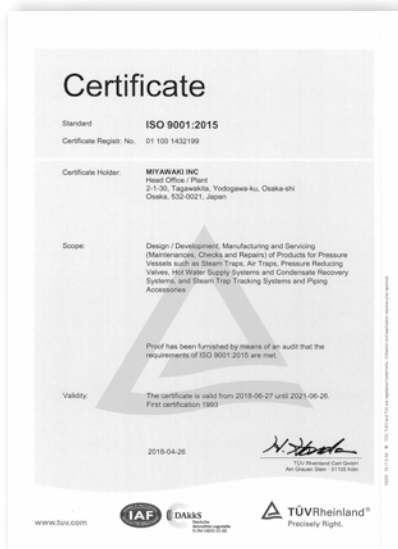 Certificate
Standard ISO 9001:2015
Certificate Registr. No. 01 100 1432199
Certificate Holder: MIYAWAKI INC
Head Office / Plant
2-1-30, Tagawakita, Yodogawa-ku, Osaka-shi
Osaka, 532-0021, Japan
Scope: Design / Development, Manufacturing and Servicing
(Maintenances, Checks and Repairs) of Products for Pressure
Vessels such as Steam Traps, Air Traps, Pressure Reducing
Valves, Hot Water Supply Systems and Condensate Recovery
Systems, and Steam Trap Tracking Systems and Piping
Accessories
Proof has been furnished by means of an audit that the
requirements of ISO 9001:2015 are met.
Validity: The certificate is valid from 2018-06-27 until 2021-06-26.
First certification 1993
2018-04-26
TÜV Rheinland Cert GmbH
Am Grauen Stein · 51105 Köln
www.tuv.com
IAF
DAkkS
Deutsche
Akkreditierungsstelle
TÜVRheinland®
Precisely Right.